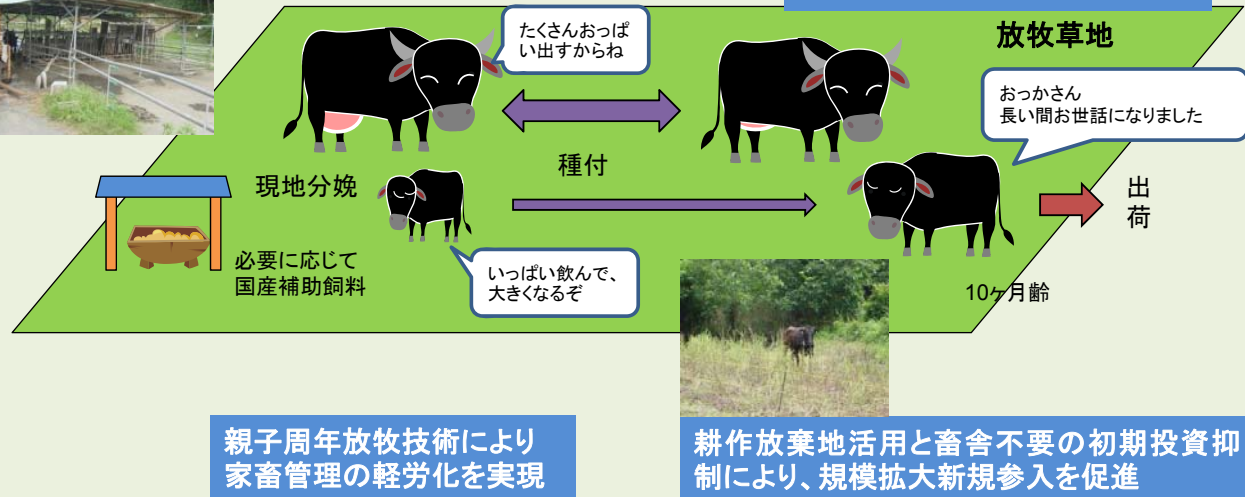 放牧草地
たくさんおっぱ
い出すからね
おっかさん
長い間お世話になりました
種付
現地分娩
出
荷
必要に応じて
国産補助飼料
いっぱい飲んで、
大きくなるぞ
10ヶ月齢
親子周年放牧技術により
家畜管理の軽労化を実現
耕作放棄地活用と畜舎不要の初期投資抑
制により、規模拡大新規参入を促進